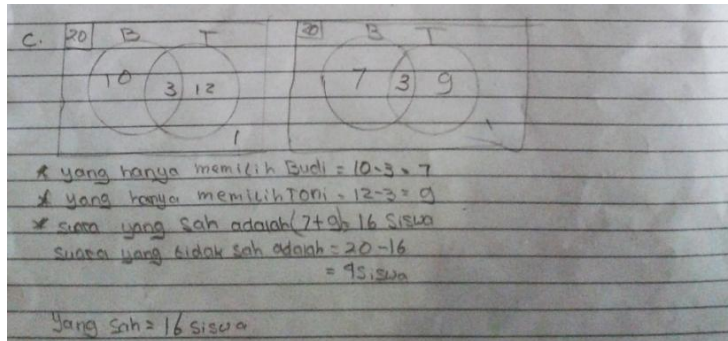 C. 20 B T 20 B T
10 3 12 7 3 9
1 1
* yang hanya memilih Budi = 10-3 = 7
* yang hanya memilih Toni = 12-3 = 9
* suara yang sah adalah (7+9) = 16 siswa
suara yang tidak sah adalah = 20 - 16
= 4 siswa
Yang sah = 16 siswa